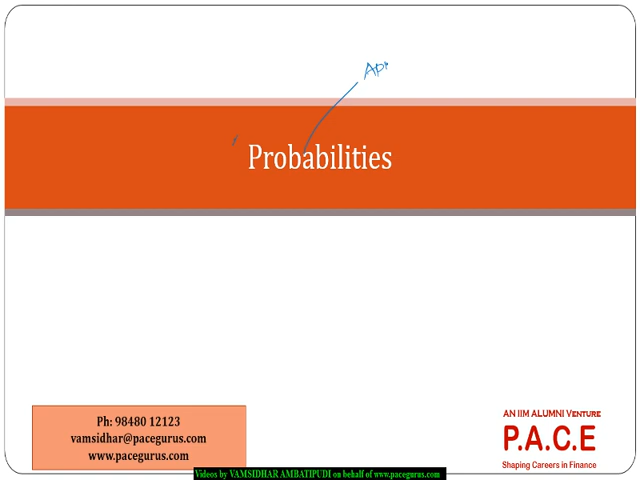 AP
Probabilities
Ph: 98480 12123
vamsidhar@pacegurus.com
www.pacegurus.com
AN IIM ALUMNI VENTURE
P.A.C.E
Shaping Careers in Finance
Videos by VAMSIDHAR AMBATIPUDI on behalf of www.pacegurus.com